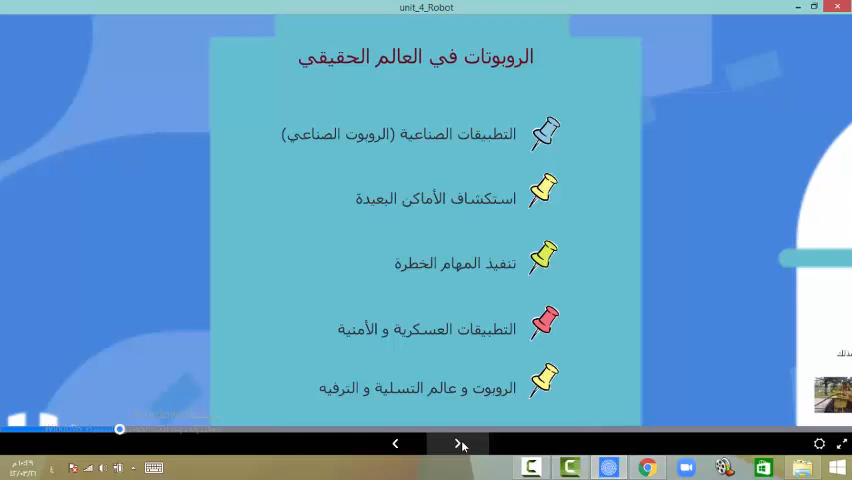 unit_4_Robot
الروبوتات في العالم الحقيقي
التطبيقات الصناعية (الروبوت الصناعي)
استكشاف الأماكن البعيدة
تنفيذ المهام الخطرة
التطبيقات العسكرية و الأمنية
الروبوت و عالم التسلية و الترفيه